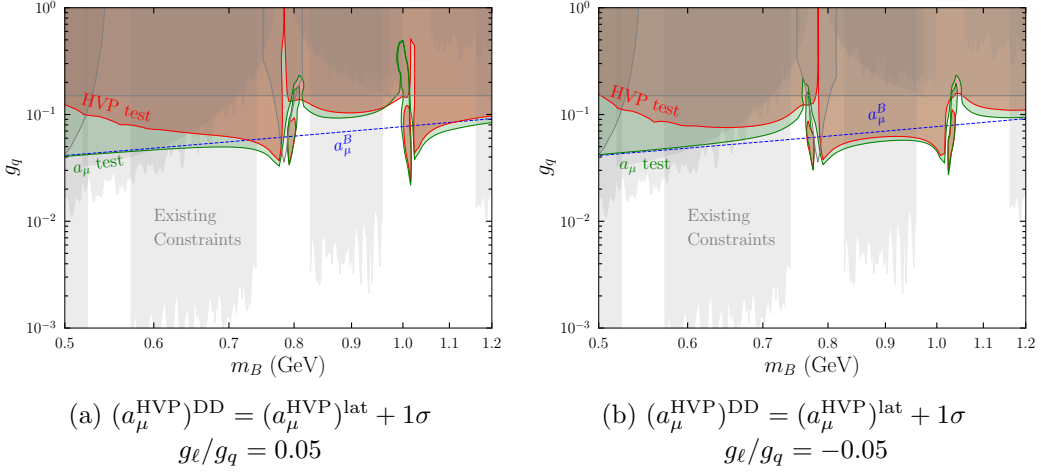 10⁰
10⁻¹
10⁻²
10⁻³
g_q
HVP test
a_μ test
a_μ^B
Existing
Constraints
0.5 0.6 0.7 0.8 0.9 1.0 1.1 1.2
m_B (GeV)
(a) (a_μ^HVP)^DD = (a_μ^HVP)^lat + 1σ
g_ℓ/g_q = 0.05
10⁰
10⁻¹
10⁻²
10⁻³
g_q
HVP test
a_μ^B
a_μ test
Existing
Constraints
0.5 0.6 0.7 0.8 0.9 1.0 1.1 1.2
m_B (GeV)
(b) (a_μ^HVP)^DD = (a_μ^HVP)^lat + 1σ
g_ℓ/g_q = −0.05